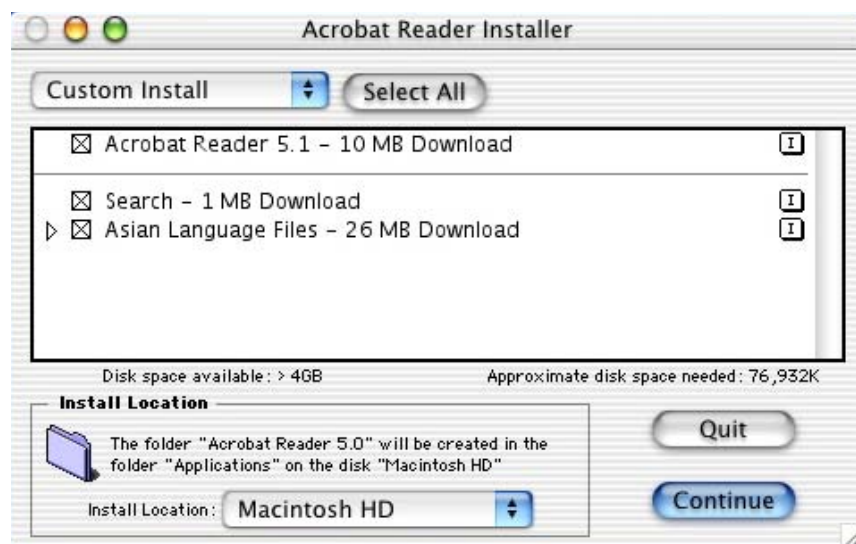 Acrobat Reader Installer
Custom Install
Select All
Acrobat Reader 5.1 – 10 MB Download
I
Search – 1 MB Download
I
Asian Language Files – 26 MB Download
I
Disk space available: > 4GB
Approximate disk space needed: 76,932K
Install Location
The folder "Acrobat Reader 5.0" will be created in the
folder "Applications" on the disk "Macintosh HD"
Install Location:
Macintosh HD
Quit
Continue